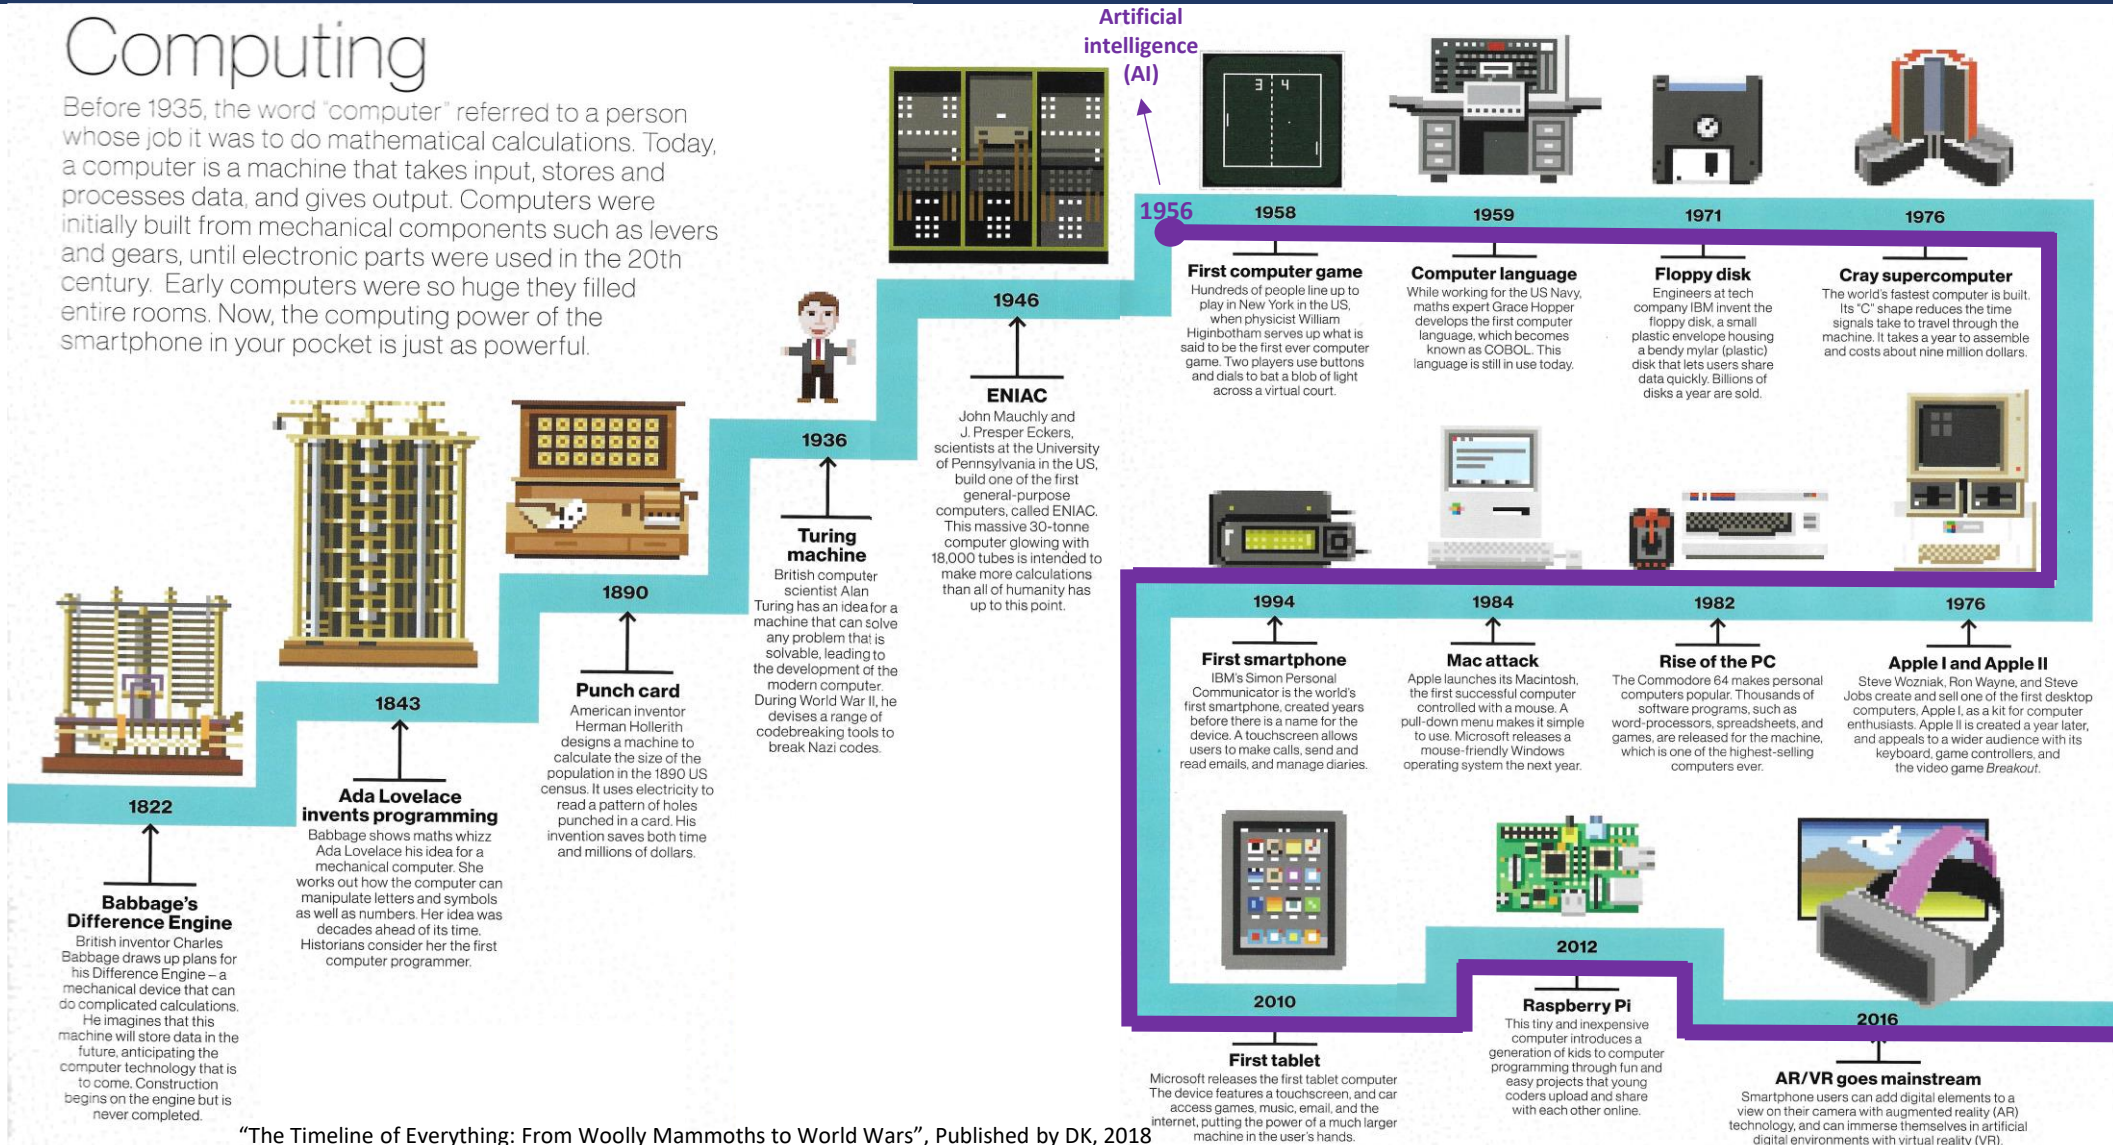 Computing
Before 1935, the word "computer" referred to a person
whose job it was to do mathematical calculations. Today,
a computer is a machine that takes input, stores and
processes data, and gives output. Computers were
initially built from mechanical components such as levers
and gears, until electronic parts were used in the 20th
century. Early computers were so huge they filled
entire rooms. Now, the computing power of the
smartphone in your pocket is just as powerful.
1822
Babbage's
Difference Engine
British inventor Charles
Babbage draws up plans for
his Difference Engine – a
mechanical device that can
do complicated calculations.
He imagines that this
machine will store data in the
future, anticipating the
computer technology that is
to come. Construction
begins on the engine but is
never completed.
1843
Ada Lovelace
invents programming
Babbage shows maths whizz
Ada Lovelace his idea for a
mechanical computer. She
works out how the computer can
manipulate letters and symbols
as well as numbers. Her idea was
decades ahead of its time.
Historians consider her the first
computer programmer.
1890
Punch card
American inventor
Herman Hollerith
designs a machine to
calculate the size of the
population in the 1890 US
census. It uses electricity to
read a pattern of holes
punched in a card. His
invention saves both time
and millions of dollars.
1936
Turing
machine
British computer
scientist Alan
Turing has an idea for a
machine that can solve
any problem that is
solvable, leading to
the development of the
modern computer.
During World War II, he
devises a range of
codebreaking tools to
break Nazi codes.
1946
ENIAC
John Mauchly and
J. Presper Eckers,
scientists at the University
of Pennsylvania in the US,
build one of the first
general-purpose
computers, called ENIAC.
This massive 30-tonne
computer glowing with
18,000 tubes is intended to
make more calculations
than all of humanity has
up to this point.
Artificial
intelligence
(AI)
1956
3 4
1958
First computer game
Hundreds of people line up to
play in New York in the US,
when physicist William
Higinbotham serves up what is
said to be the first ever computer
game. Two players use buttons
and dials to bat a blob of light
across a virtual court.
1959
Computer language
While working for the US Navy,
maths expert Grace Hopper
develops the first computer
language, which becomes
known as COBOL. This
language is still in use today.
1971
Floppy disk
Engineers at tech
company IBM invent the
floppy disk, a small
plastic envelope housing
a bendy mylar (plastic)
disk that lets users share
data quickly. Billions of
disks a year are sold.
1976
Cray supercomputer
The world's fastest computer is built.
Its "C" shape reduces the time
signals take to travel through the
machine. It takes a year to assemble
and costs about nine million dollars.
1994
First smartphone
IBM's Simon Personal
Communicator is the world's
first smartphone, created years
before there is a name for the
device. A touchscreen allows
users to make calls, send and
read emails, and manage diaries.
1984
Mac attack
Apple launches its Macintosh,
the first successful computer
controlled with a mouse. A
pull-down menu makes it simple
to use. Microsoft releases a
mouse-friendly Windows
operating system the next year.
1982
Rise of the PC
The Commodore 64 makes personal
computers popular. Thousands of
software programs, such as
word-processors, spreadsheets, and
games, are released for the machine,
which is one of the highest-selling
computers ever.
1976
Apple I and Apple II
Steve Wozniak, Ron Wayne, and Steve
Jobs create and sell one of the first desktop
computers, Apple I, as a kit for computer
enthusiasts. Apple II is created a year later,
and appeals to a wider audience with its
keyboard, game controllers, and
the video game Breakout.
2010
First tablet
Microsoft releases the first tablet computer
The device features a touchscreen, and car
access games, music, email, and the
internet, putting the power of a much larger
machine in the user's hands.
2012
Raspberry Pi
This tiny and inexpensive
computer introduces a
generation of kids to computer
programming through fun and
easy projects that young
coders upload and share
with each other online.
2016
AR/VR goes mainstream
Smartphone users can add digital elements to a
view on their camera with augmented reality (AR)
technology, and can immerse themselves in artificial
digital environments with virtual reality (VR).
"The Timeline of Everything: From Woolly Mammoths to World Wars", Published by DK, 2018